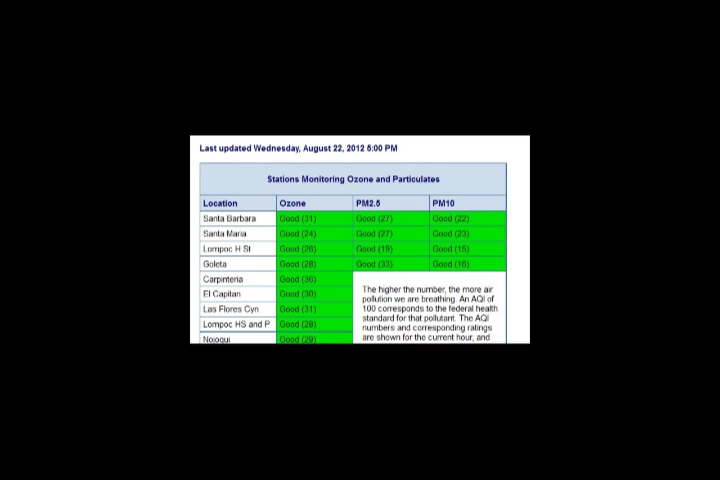 Last updated Wednesday, August 22, 2012 5:00 PM
Stations Monitoring Ozone and Particulates
Location Ozone PM2.5 PM10
Santa Barbara Good (31) Good (27) Good (22)
Santa Maria Good (24) Good (27) Good (23)
Lompoc H St Good (26) Good (19) Good (15)
Goleta Good (28) Good (33) Good (16)
Carpinteria Good (36)
El Capitan Good (30)
Las Flores Cyn Good (31)
Lompoc HS and P Good (28)
Nojoqui Good (29)
The higher the number, the more air
pollution we are breathing. An AQI of
100 corresponds to the federal health
standard for that pollutant. The AQI
numbers and corresponding ratings
are shown for the current hour, and